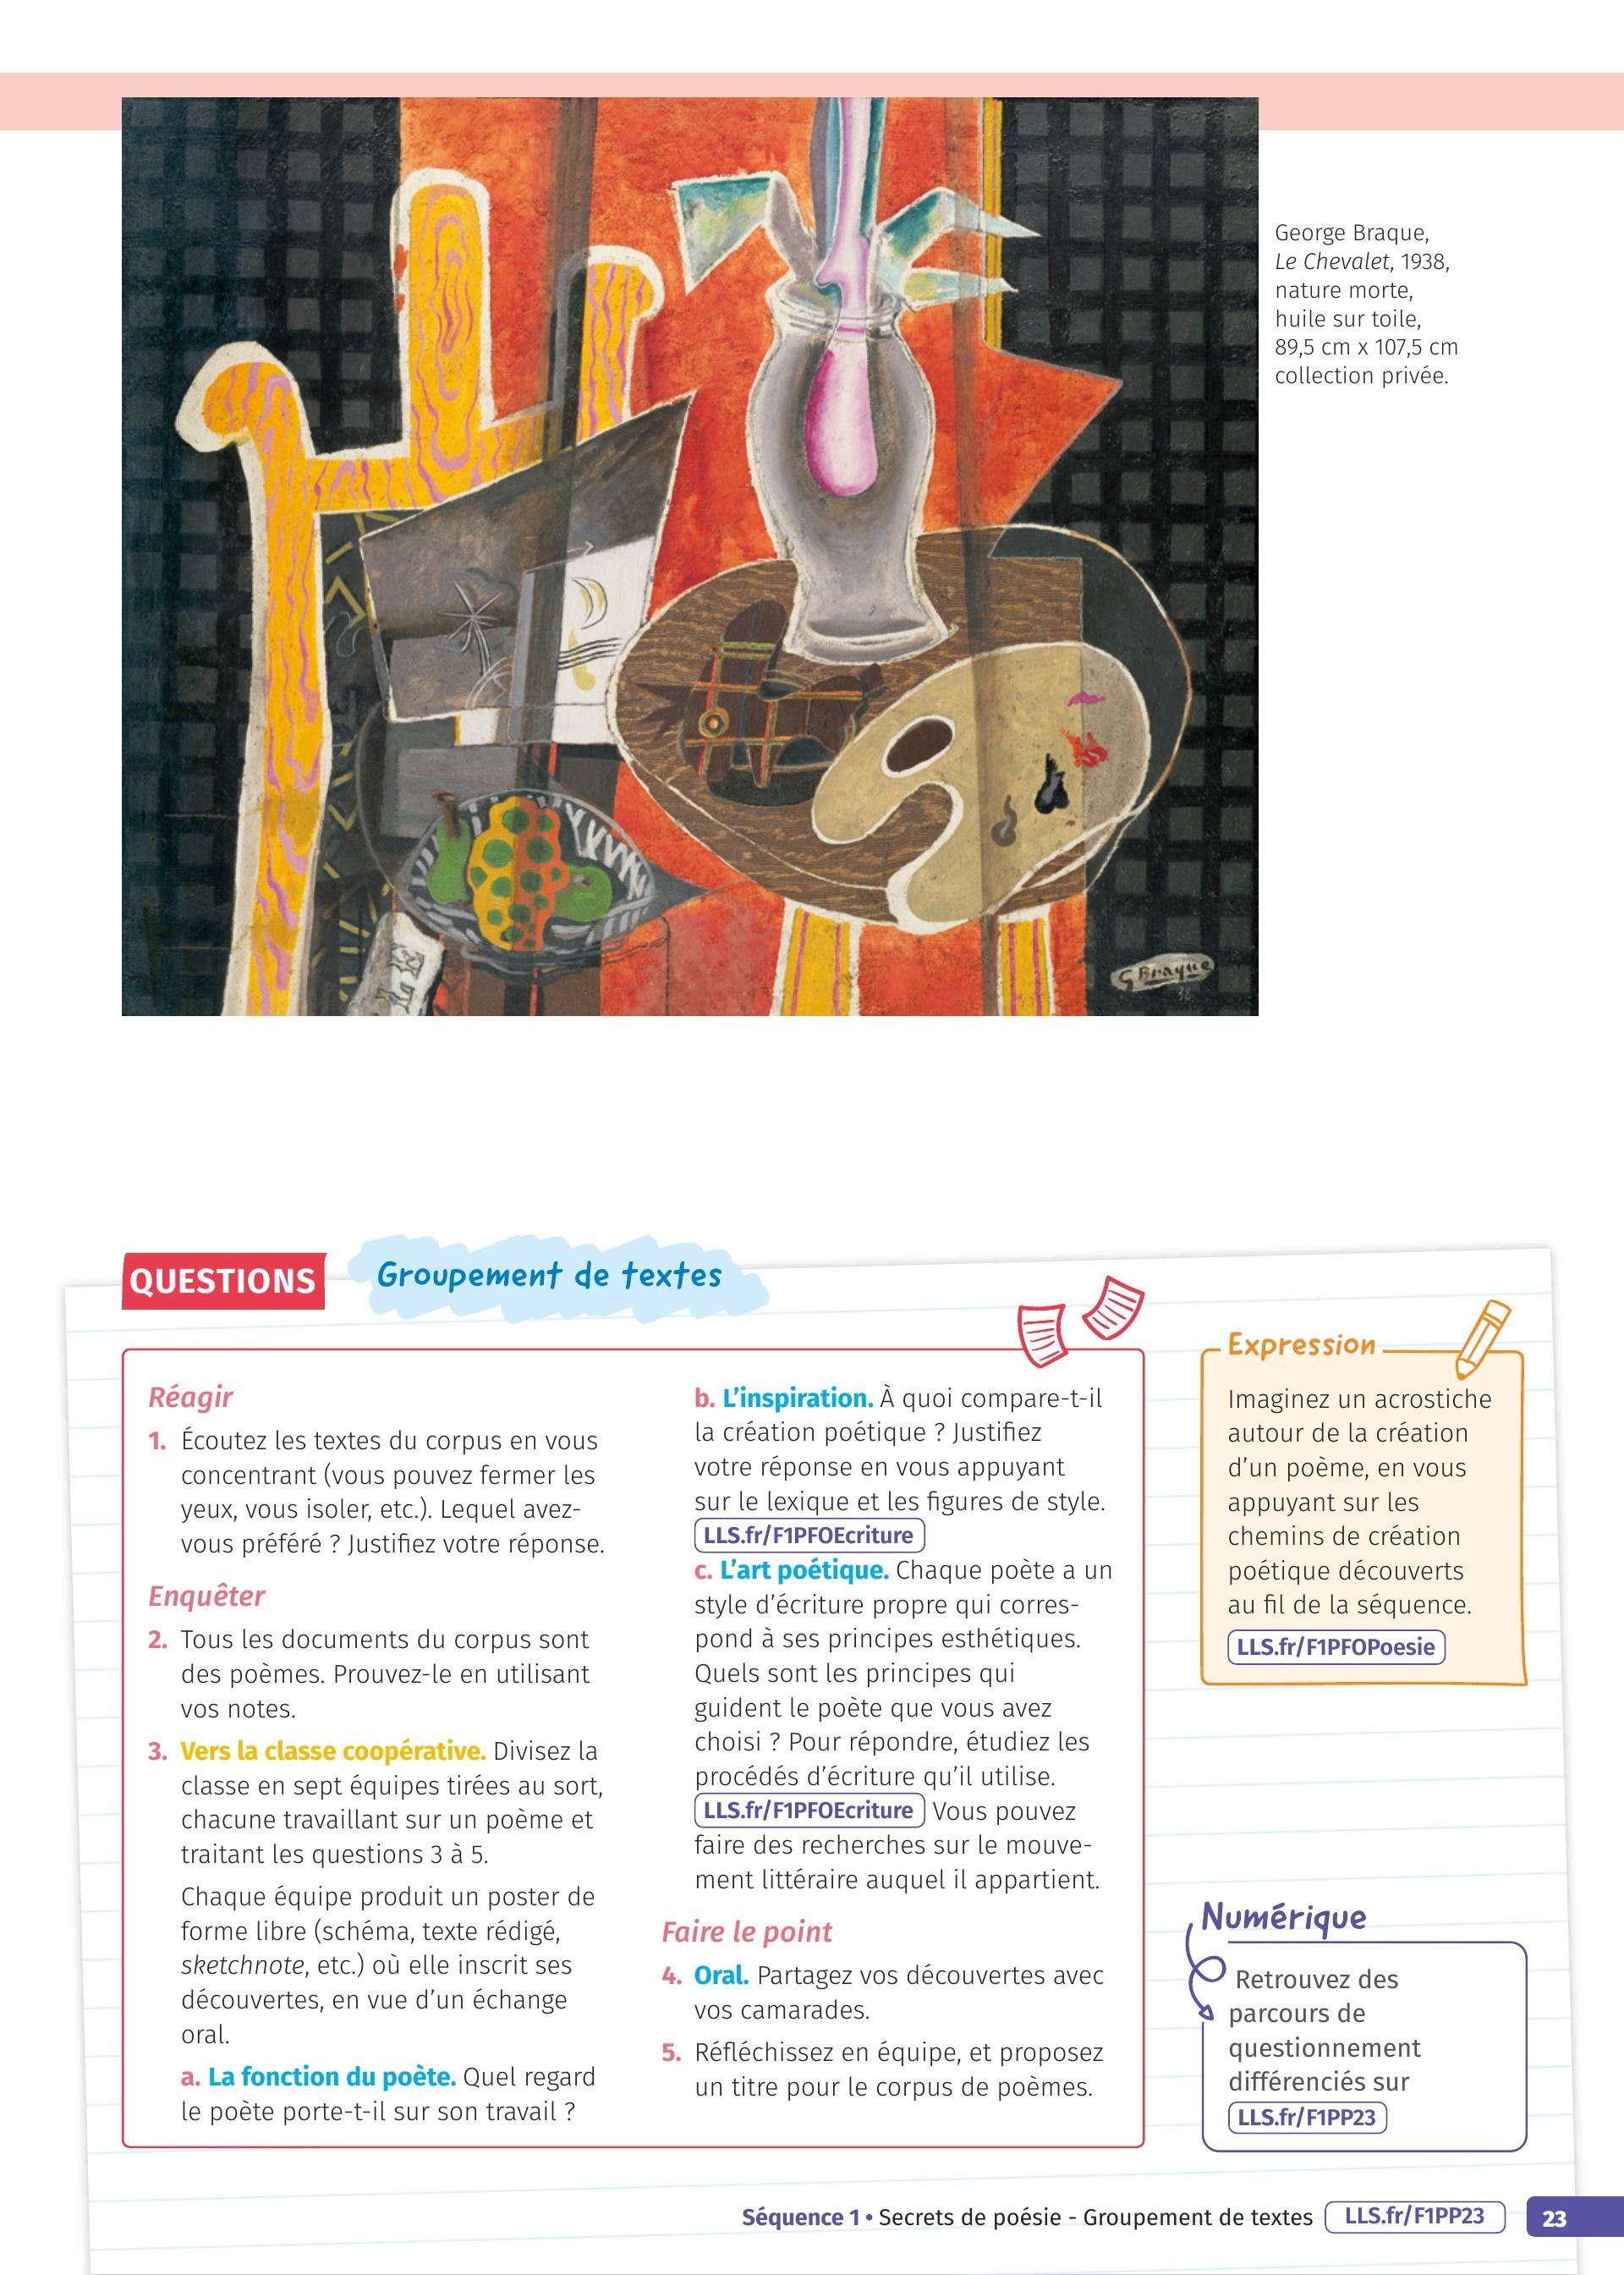 George Braque,
Le Chevalet, 1938,
nature morte,
huile sur toile,
89,5 cm x 107,5 cm
collection privée.
G Braque
38
QUESTIONS
Groupement de textes
Réagir
1. Écoutez les textes du corpus en vous
concentrant (vous pouvez fermer les
yeux, vous isoler, etc.). Lequel avez-
vous préféré ? Justifiez votre réponse.
Enquêter
2. Tous les documents du corpus sont
des poèmes. Prouvez-le en utilisant
vos notes.
3. Vers la classe coopérative. Divisez la
classe en sept équipes tirées au sort,
chacune travaillant sur un poème et
traitant les questions 3 à 5.
Chaque équipe produit un poster de
forme libre (schéma, texte rédigé,
sketchnote, etc.) où elle inscrit ses
découvertes, en vue d’un échange
oral.
a. La fonction du poète. Quel regard
le poète porte-t-il sur son travail ?
b. L’inspiration. À quoi compare-t-il
la création poétique ? Justifiez
votre réponse en vous appuyant
sur le lexique et les figures de style.
LLS.fr/F1PFOEcriture
c. L’art poétique. Chaque poète a un
style d’écriture propre qui corres-
pond à ses principes esthétiques.
Quels sont les principes qui
guident le poète que vous avez
choisi ? Pour répondre, étudiez les
procédés d’écriture qu’il utilise.
LLS.fr/F1PFOEcriture Vous pouvez
faire des recherches sur le mouve-
ment littéraire auquel il appartient.
Faire le point
4. Oral. Partagez vos découvertes avec
vos camarades.
5. Réfléchissez en équipe, et proposez
un titre pour le corpus de poèmes.
Expression
Imaginez un acrostiche
autour de la création
d’un poème, en vous
appuyant sur les
chemins de création
poétique découverts
au fil de la séquence.
LLS.fr/F1PFOPoesie
Numérique
Retrouvez des
parcours de
questionnement
différenciés sur
LLS.fr/F1PP23
Séquence 1 • Secrets de poésie - Groupement de textes LLS.fr/F1PP23 23